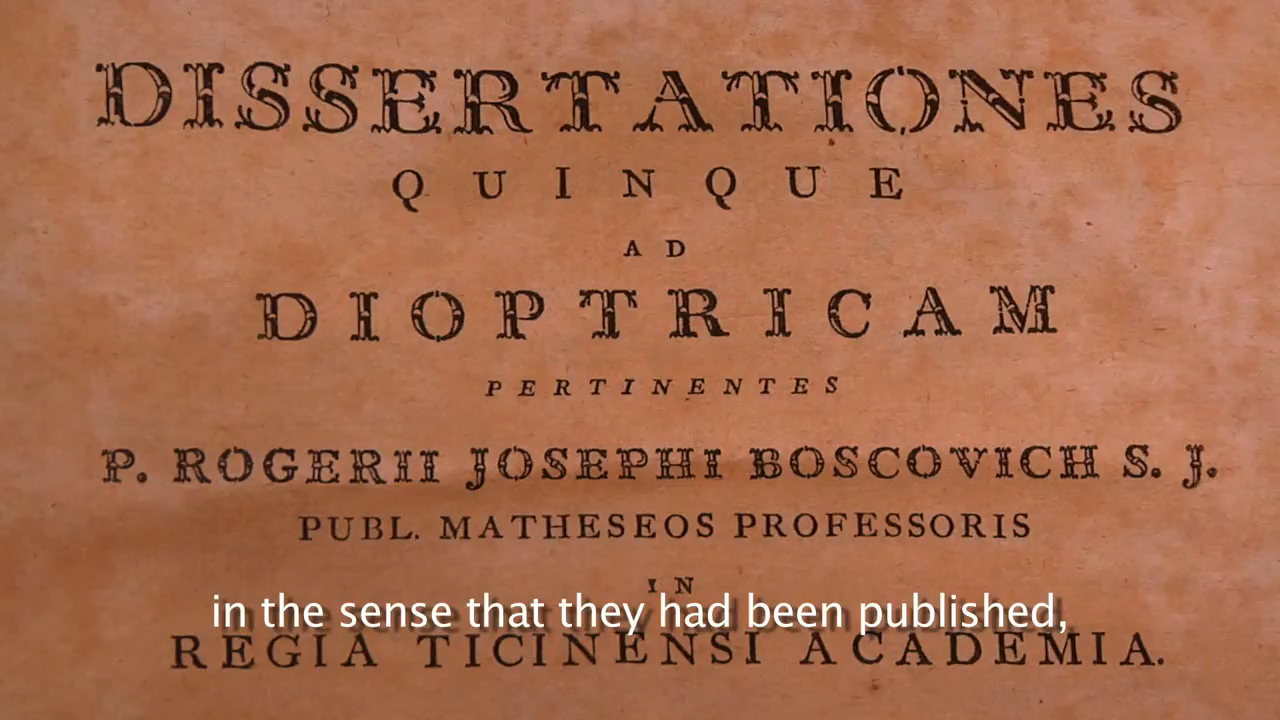 DISSERTATIONES
QUINQUE
AD
DIOPTRICAM
PERTINENTES
P. ROGERII JOSEPHI BOSCOVICH S. J.
PUBL. MATHESEOS PROFESSORIS
IN
in the sense that they had been published,
REGIA TICINENSI ACADEMIA.